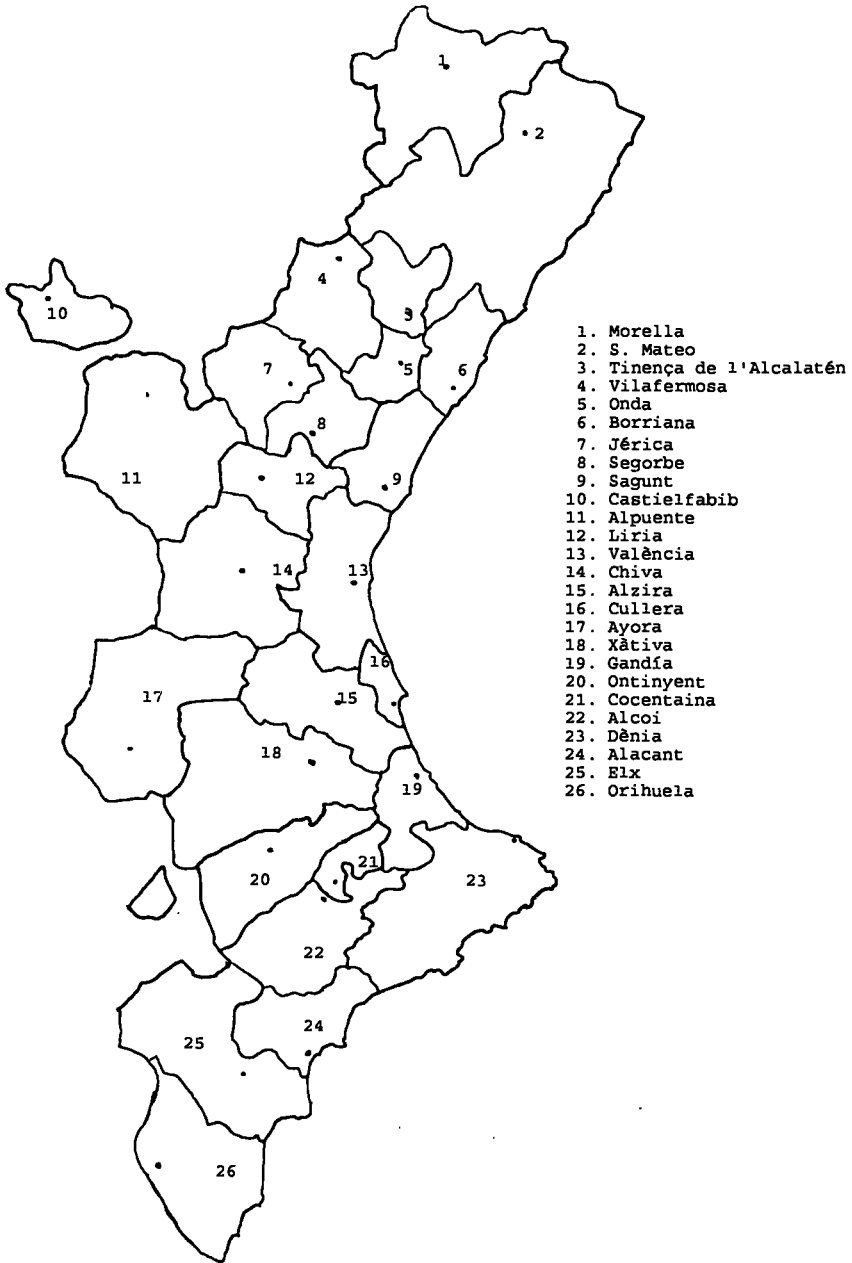 1
2
4
3
10
5
6
7
8
9
11
12
14
13
16
17
15
18
19
21
20
23
22
24
25
26
1. Morella
2. S. Mateo
3. Tinença de l'Alcalatén
4. Vilafermosa
5. Onda
6. Borriana
7. Jérica
8. Segorbe
9. Sagunt
10. Castielfabib
11. Alpuente
12. Liria
13. València
14. Chiva
15. Alzira
16. Cullera
17. Ayora
18. Xàtiva
19. Gandía
20. Ontinyent
21. Cocentaina
22. Alcoi
23. Dènia
24. Alacant
25. Elx
26. Orihuela